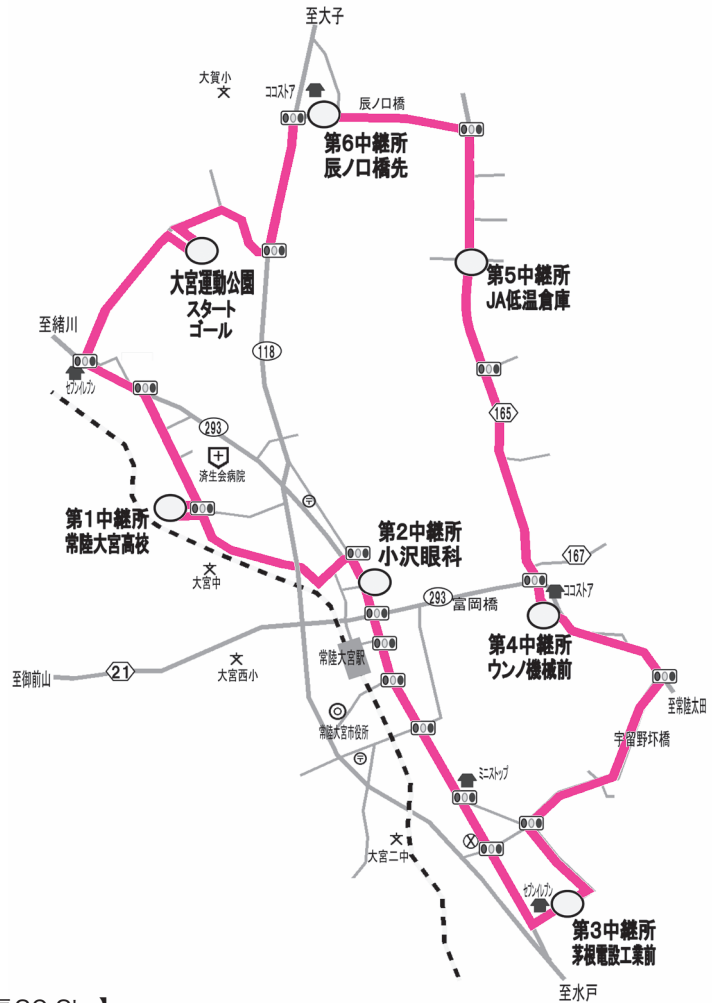 至大子
大賀小
ココストア
辰ノ口橋
第6中継所
辰ノ口橋先
大宮運動公園
スタート
ゴール
第5中継所
JA低温倉庫
至緒川
セブンイレブン
118
165
293
済生会病院
第1中継所
常陸大宮高校
第2中継所
小沢眼科
大宮中
167
ココストア
293
富岡橋
第4中継所
ウンノ機械前
常陸大宮駅
大宮西小
至御前山
21
至常陸太田
宇留野圷橋
常陸大宮市役所
ミニストップ
大宮二中
セブンイレブン
第3中継所
茅根電設工業前
至水戸